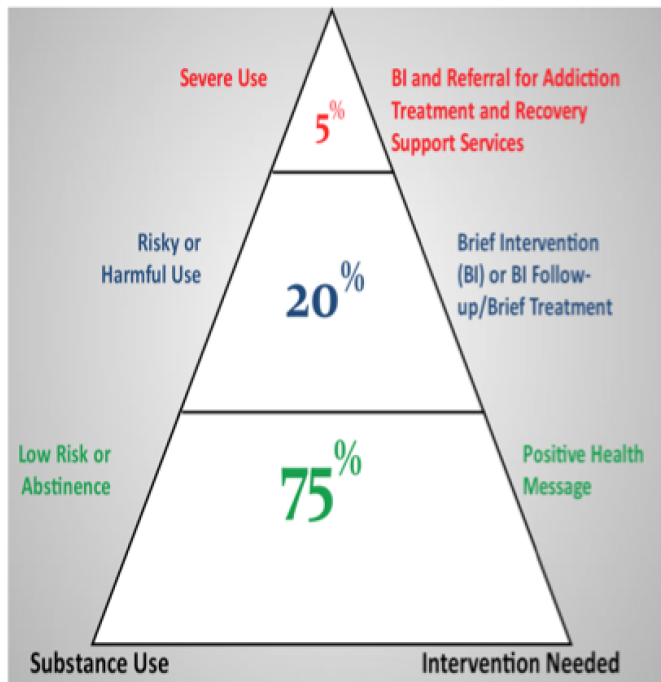 Severe Use
5%
BI and Referral for Addiction
Treatment and Recovery
Support Services
Risky or
Harmful Use
20%
Brief Intervention
(BI) or BI Follow-
up/Brief Treatment
Low Risk or
Abstinence
75%
Positive Health
Message
Substance Use
Intervention Needed